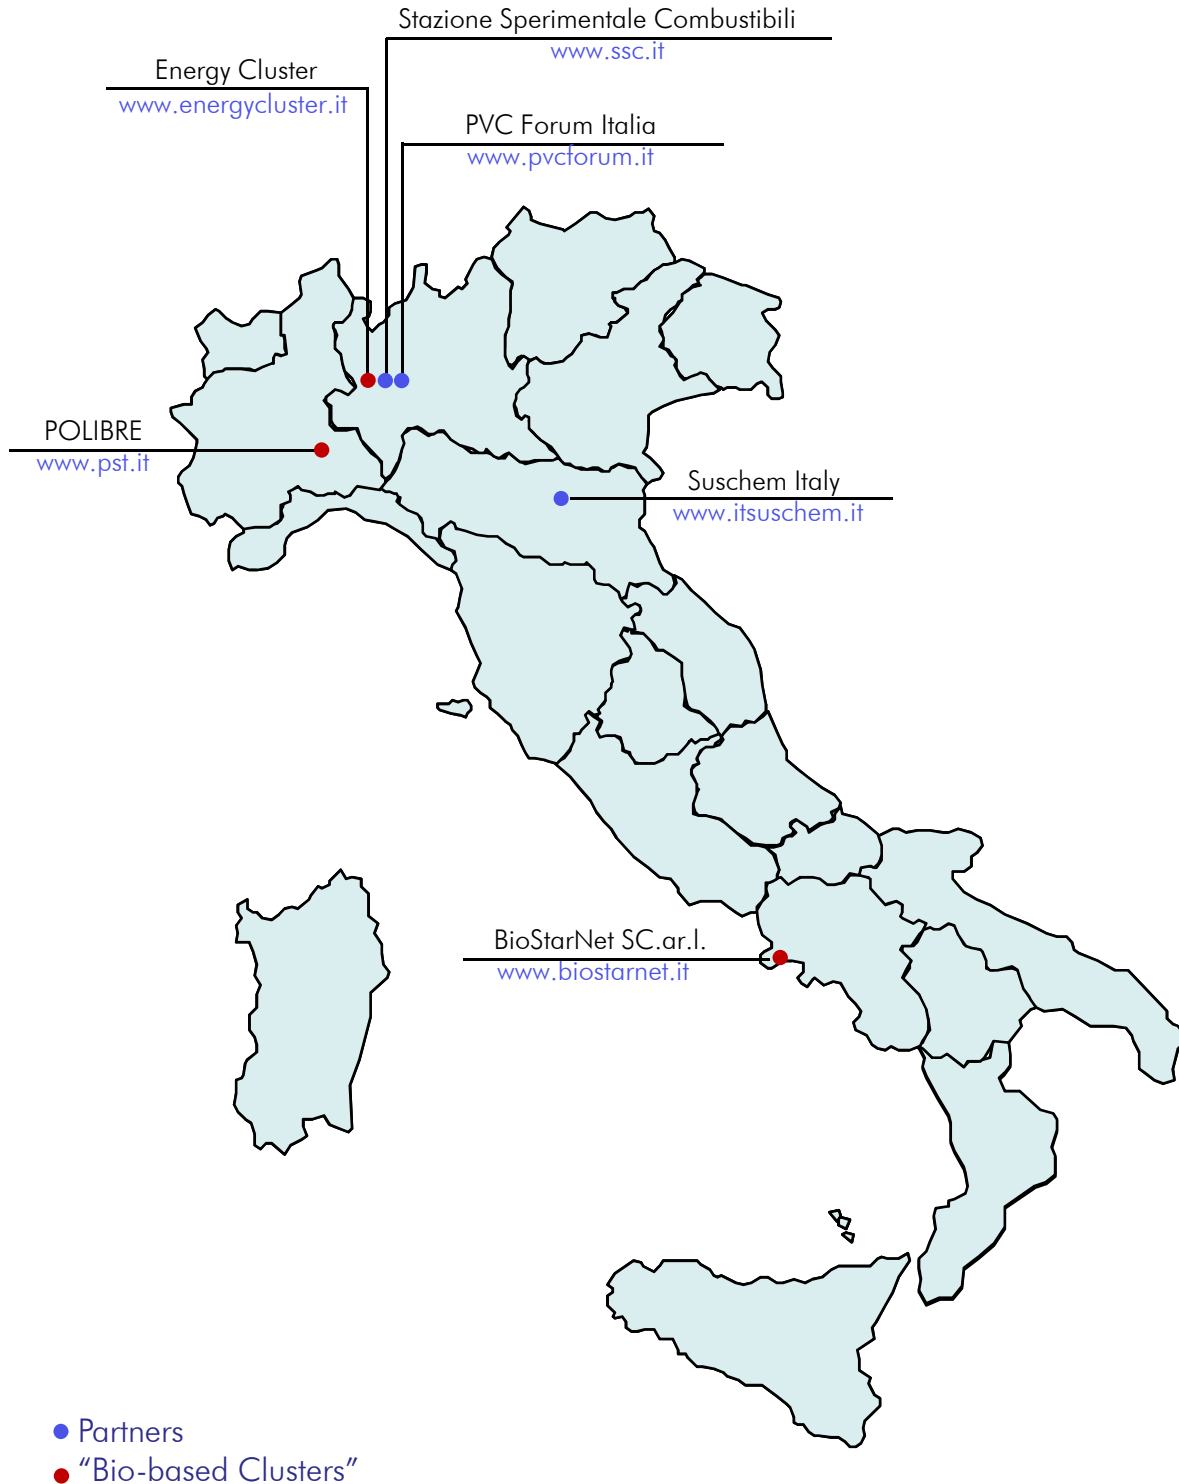 Stazione Sperimentale Combustibili
www.ssc.it
Energy Cluster
www.energycluster.it
PVC Forum Italia
www.pvcforum.it
POLIBRE
www.pst.it
Suschem Italy
www.itsuschem.it
BioStarNet SC.ar.l.
www.biostarnet.it
Partners
“Bio-based Clusters”